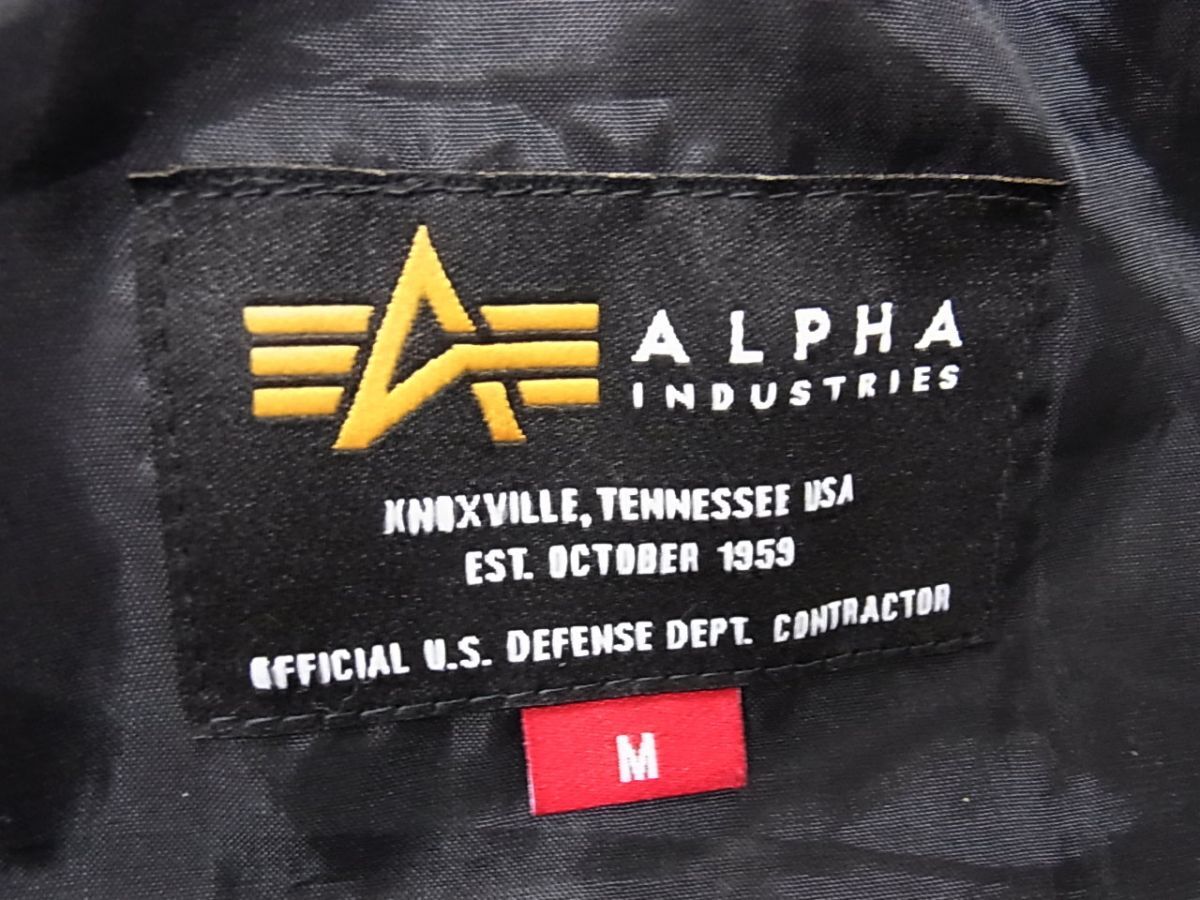 ALPHA
INDUSTRIES
KNOXVILLE, TENNESSEE USA
EST. OCTOBER 1959
OFFICIAL U.S. DEFENSE DEPT. CONTRACTOR
M